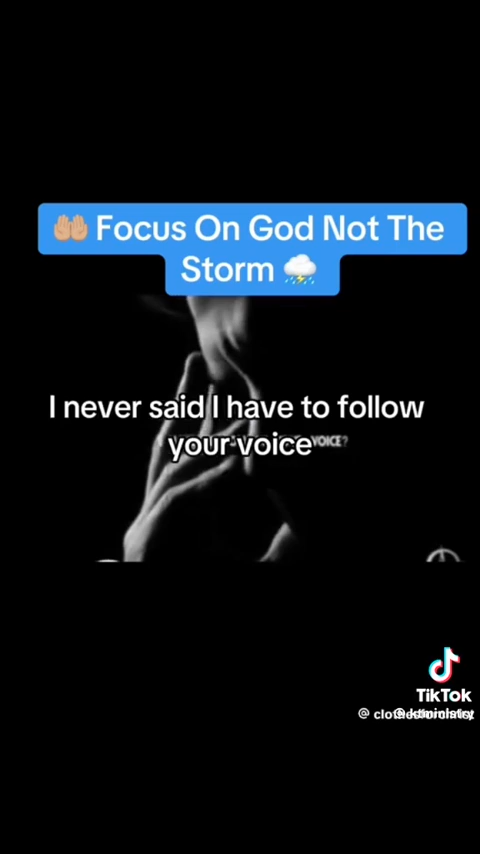 🤲🏼 Focus On God Not The
Storm ⛈️
I never said I have to follow
your voice
VOICE?
TikTok